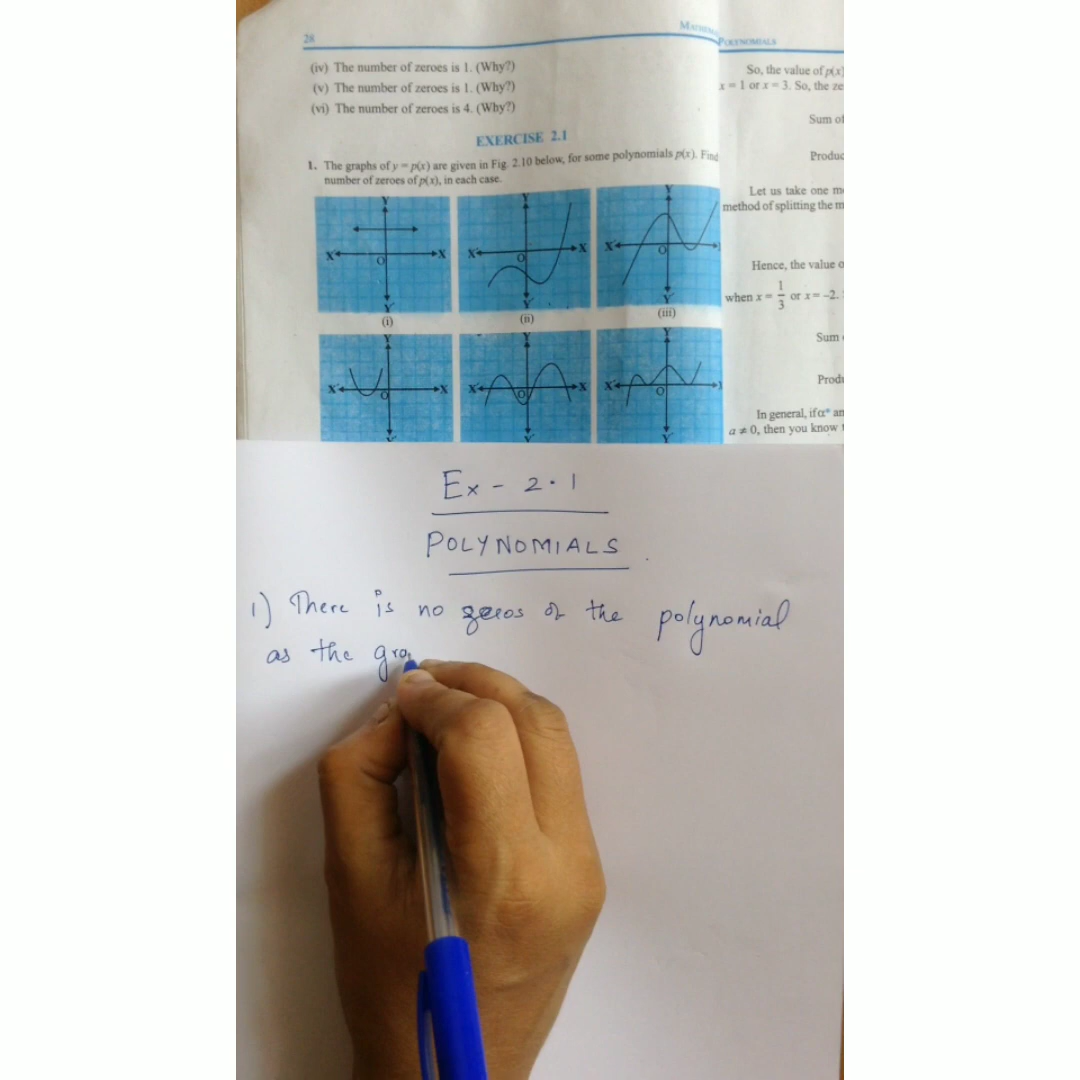 28
MATHEM
POLYNOMIALS
(iv) The number of zeroes is 1. (Why?)
(v) The number of zeroes is 1. (Why?)
(vi) The number of zeroes is 4. (Why?)
EXERCISE 2.1
1. The graphs of y = p(x) are given in Fig. 2.10 below, for some polynomials p(x). Find
number of zeroes of p(x), in each case.
Y Y Y
X' O X X' O X X' O
Y' Y' Y'
(i) (ii) (iii)
Y Y Y
X' O X X' O X X' O
Y' Y' Y'
So, the value of p(x)
x = 1 or x = 3. So, the ze
Sum of
Produc
Let us take one m
method of splitting the m
Hence, the value o
when x = 1/3 or x = –2.
Sum
Produ
In general, if α* an
a ≠ 0, then you know
Ex - 2.1
POLYNOMIALS
1) There is no zeros of the polynomial
as the gra